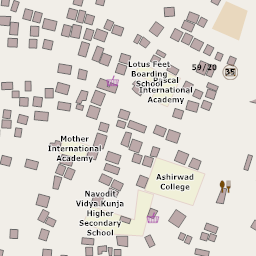 Lotus Feet
Boarding
School
Pascal
International
Academy
59/20
35
Mother
International
Academy
Ashirwad
College
Navodit
Vidya Kunja
Higher
Secondary
School